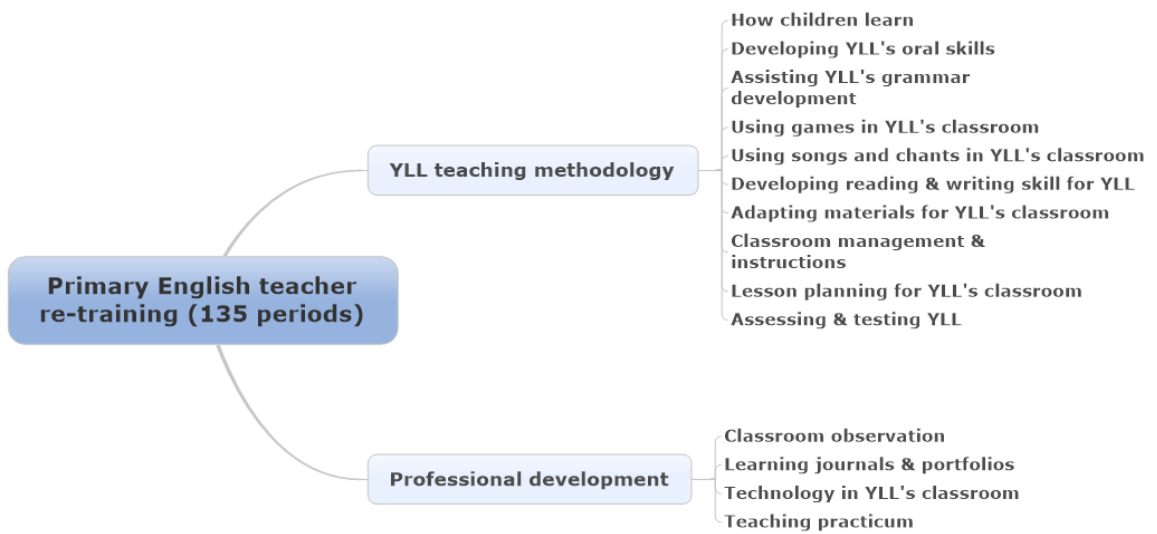 Primary English teacher
re-training (135 periods)
YLL teaching methodology
How children learn
Developing YLL's oral skills
Assisting YLL's grammar
development
Using games in YLL's classroom
Using songs and chants in YLL's classroom
Developing reading & writing skill for YLL
Adapting materials for YLL's classroom
Classroom management &
instructions
Lesson planning for YLL's classroom
Assessing & testing YLL
Professional development
Classroom observation
Learning journals & portfolios
Technology in YLL's classroom
Teaching practicum